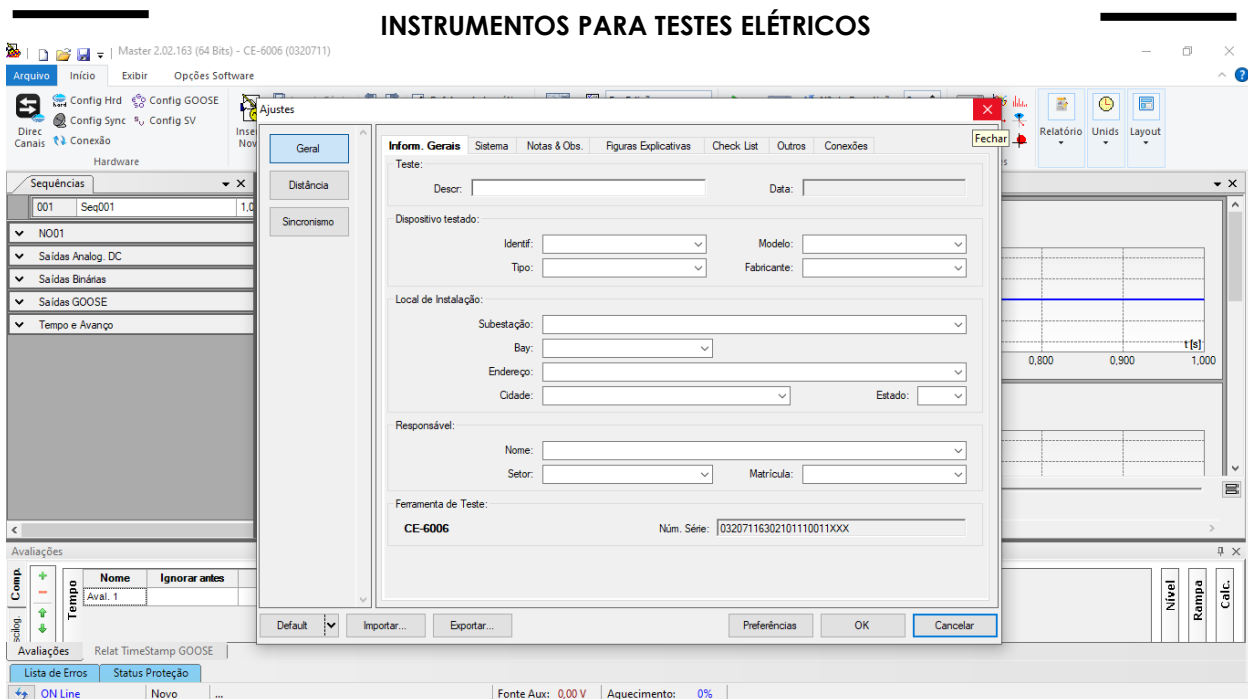 INSTRUMENTOS PARA TESTES ELÉTRICOS
Master 2.02.163 (64 Bits) - CE-6006 (0320711)
Arquivo Início Exibir Opções Software
Config Hrd Config GOOSE
Config Sync Config SV
Direc Canais Conexão
Hardware
Relatório Unids Layout
Ajustes
Fechar
Geral
Distância
Sincronismo
Inform. Gerais Sistema Notas & Obs. Figuras Explicativas Check List Outros Conexões
Teste:
Descr: Data:
Dispositivo testado:
Identif: Modelo:
Tipo: Fabricante:
Local de Instalação:
Subestação:
Bay:
Endereço:
Cidade: Estado:
Responsável:
Nome:
Setor: Matrícula:
Ferramenta de Teste:
CE-6006 Núm. Série: 03207116302101110011XXX
Default Importar... Exportar... Preferências OK Cancelar
Sequências
001 Seq001 1,0
NO01
Saídas Analog. DC
Saídas Binárias
Saídas GOOSE
Tempo e Avanço
t [s]
0,800 0,900 1,000
Avaliações
Comp.
Tempo
Nome Ignorar antes
Aval. 1
Nível
Rampa
Calc.
Avaliações Relat TimeStamp GOOSE
Lista de Erros Status Proteção
ON Line Novo ... Fonte Aux: 0,00 V Aquecimento: 0%